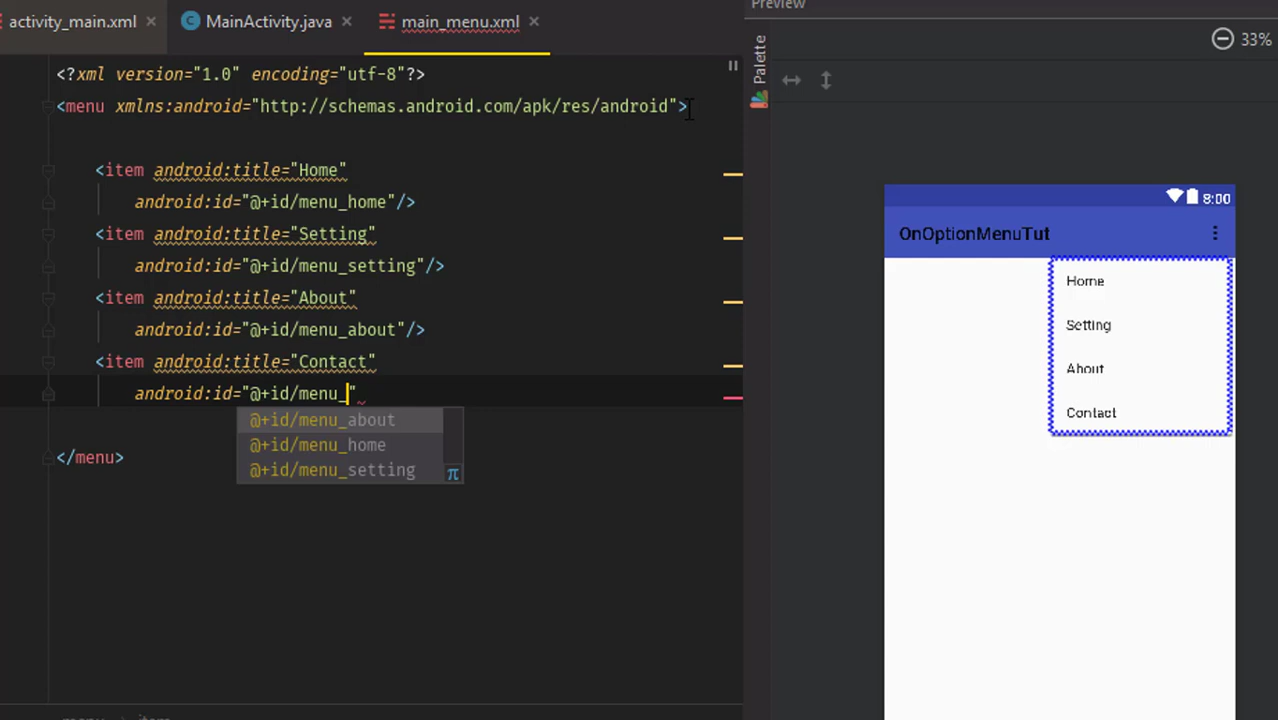 Preview
activity_main.xml
MainActivity.java
main_menu.xml
33%
Palette
<?xml version="1.0" encoding="utf-8"?>
<menu xmlns:android="http://schemas.android.com/apk/res/android">
<item android:title="Home"
android:id="@+id/menu_home"/>
<item android:title="Setting"
android:id="@+id/menu_setting"/>
<item android:title="About"
android:id="@+id/menu_about"/>
<item android:title="Contact"
android:id="@+id/menu_"
@+id/menu_about
@+id/menu_home
@+id/menu_setting
π
</menu>
8:00
OnOptionMenuTut
Home
Setting
About
Contact